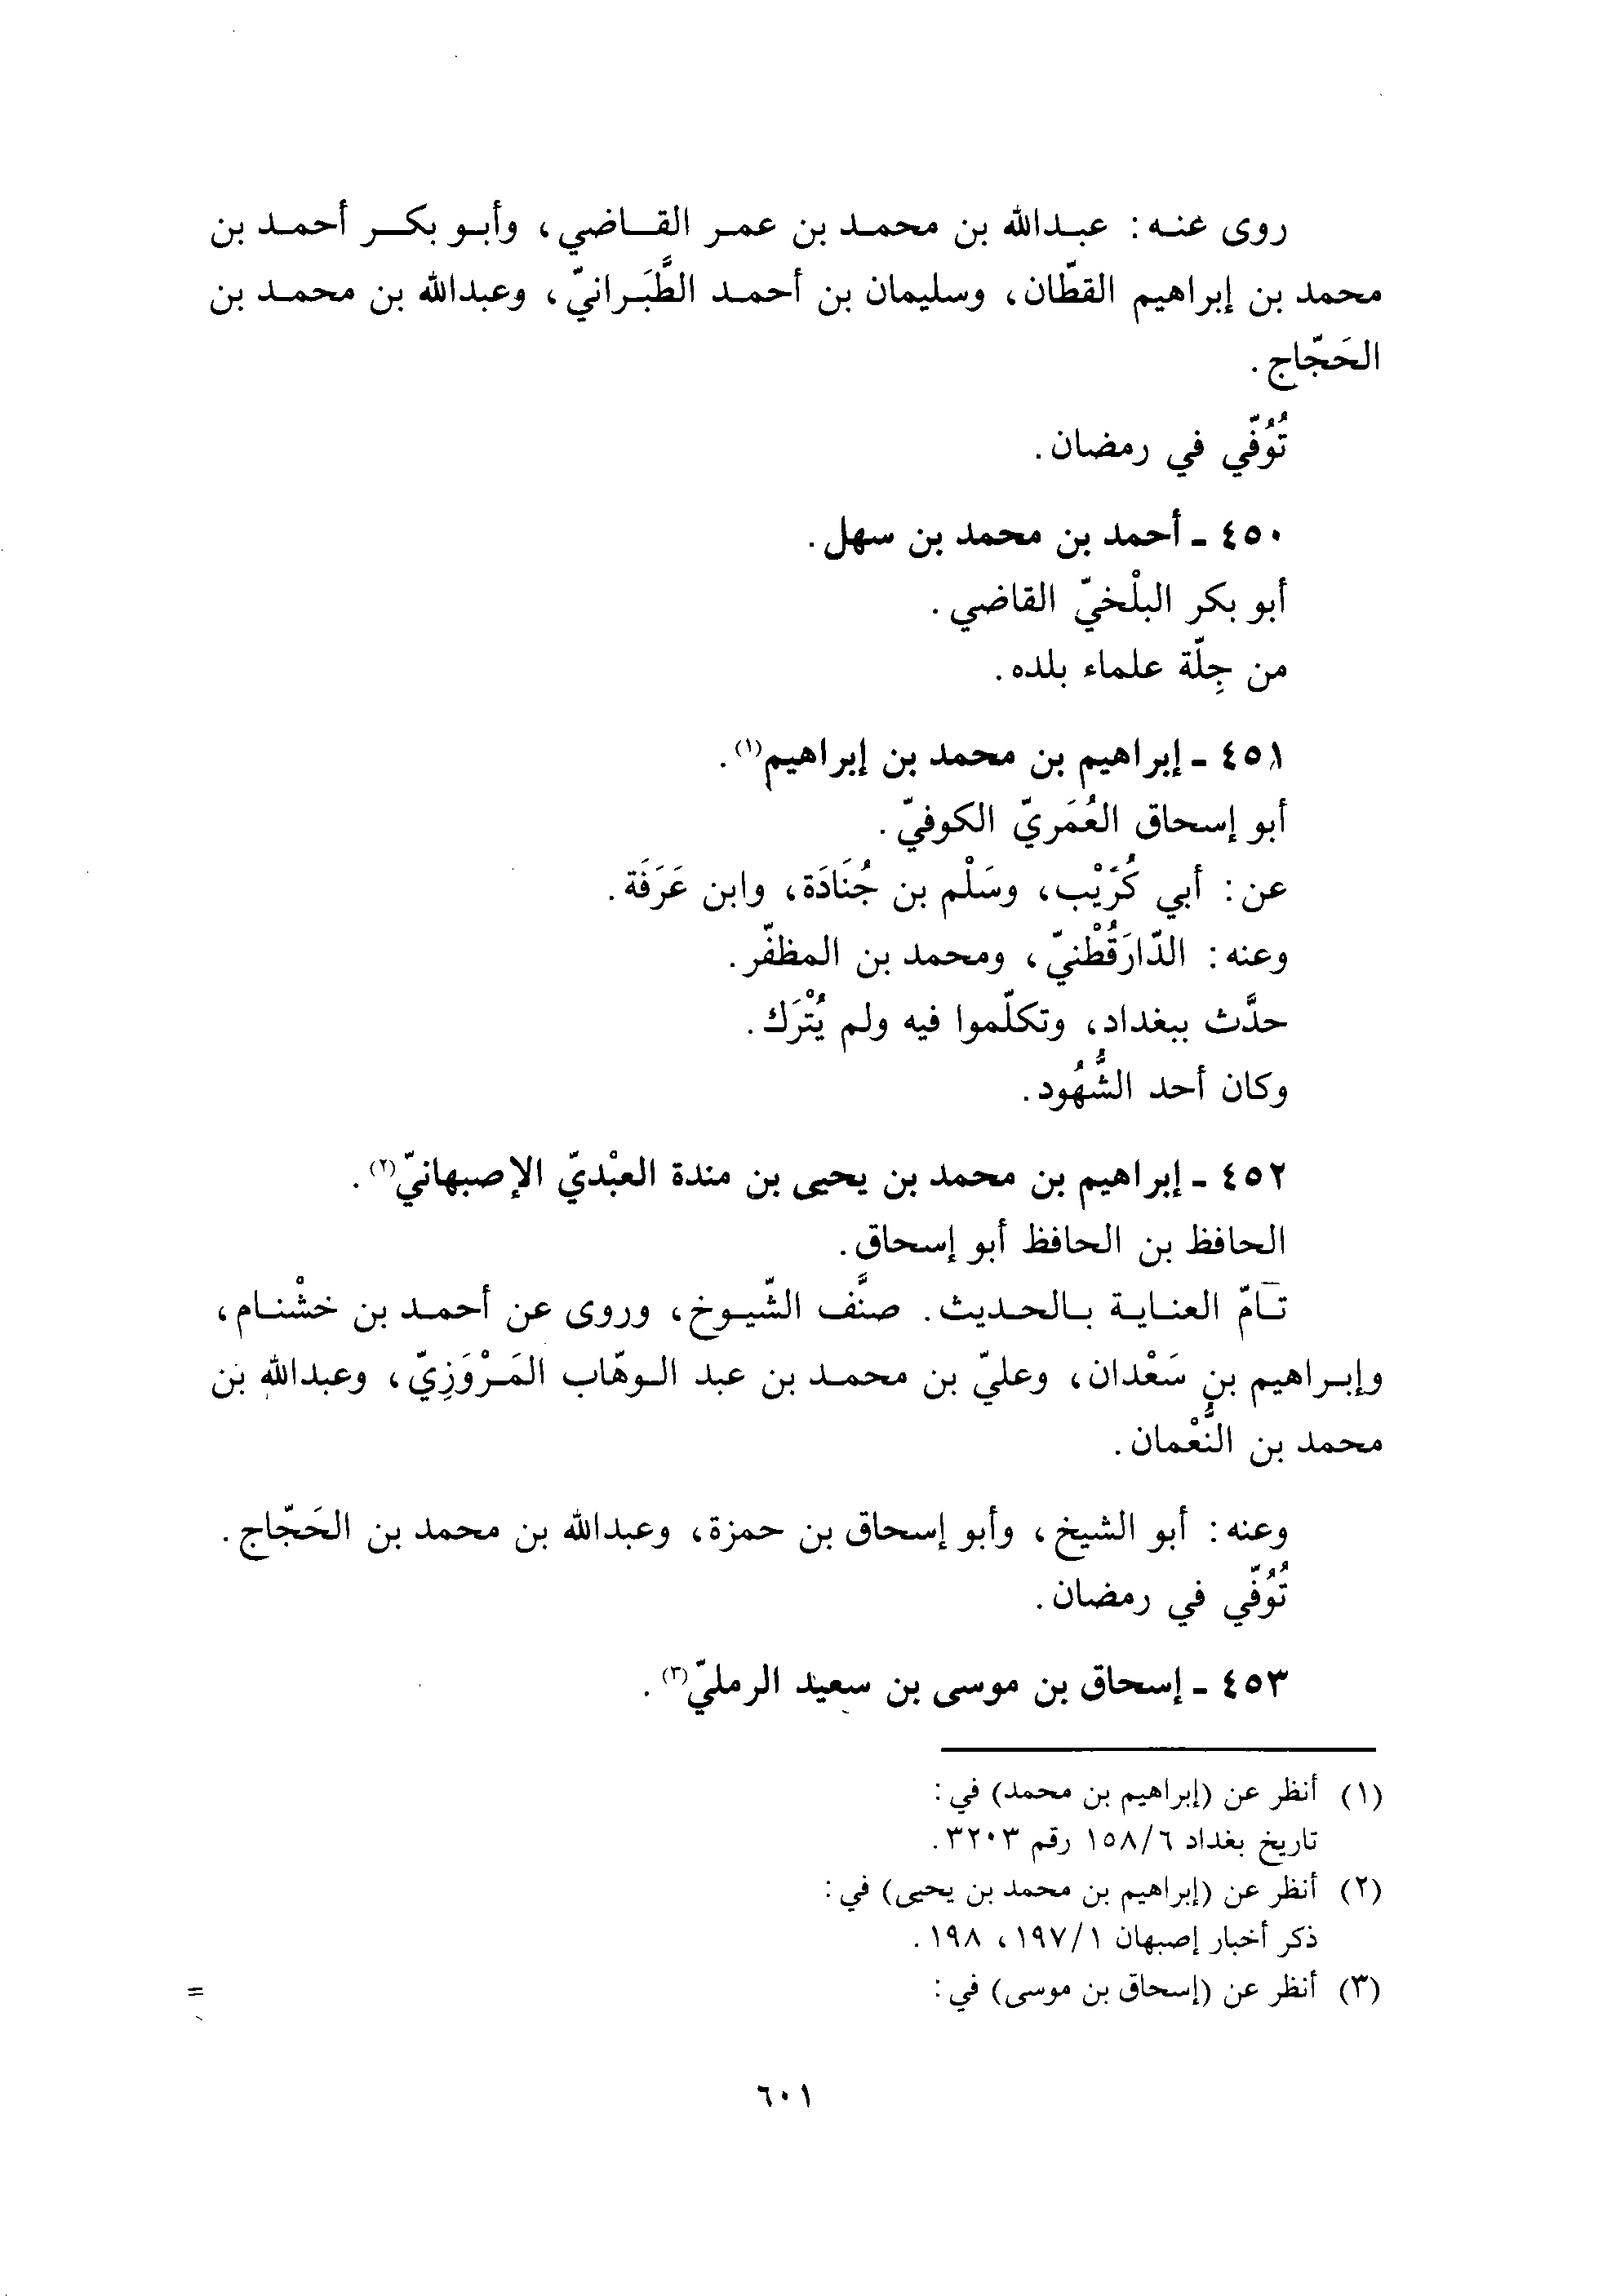 روى عنه: عبدالله بن محمد بن عمر القاضي، وأبو بكر أحمد بن
محمد بن إبراهيم القطّان، وسليمان بن أحمد الطَّبَرانيّ، وعبدالله بن محمد بن
الحَجّاج.
تُوُفّي في رمضان.
٤٥٠ ـ أحمد بن محمد بن سهل.
أبو بكر البلْخيّ القاضي.
من جِلّة علماء بلده.
٤٥١ ـ إبراهيم بن محمد بن إبراهيم(١).
أبو إسحاق العُمَريّ الكوفيّ.
عن: أبي كُرَيْب، وسَلْم بن جُنَادَة، وابن عَرَفَة.
وعنه: الدّارَقُطْنيّ، ومحمد بن المظفّر.
حدَّث ببغداد، وتكلّموا فيه ولم يُتْرَك.
وكان أحد الشُّهُود.
٤٥٢ ـ إبراهيم بن محمد بن يحيى بن مندة العبْديّ الإصبهانيّ(٢).
الحافظ بن الحافظ أبو إسحاق.
تامّ العناية بالحديث. صنَّف الشّيوخ، وروى عن أحمد بن خشْنام،
وإبراهيم بن سَعْدان، وعليّ بن محمد بن عبد الوهّاب المَرْوَزِيّ، وعبدالله بن
محمد بن النُّعْمان.
وعنه: أبو الشيخ، وأبو إسحاق بن حمزة، وعبدالله بن محمد بن الحَجّاج.
تُوُفّي في رمضان.
٤٥٣ ـ إسحاق بن موسى بن سعيد الرمليّ(٣).
(١) أنظر عن (إبراهيم بن محمد) في:
تاريخ بغداد ٦/١٥٨ رقم ٣٢٠٣.
(٢) أنظر عن (إبراهيم بن محمد بن يحيى) في:
ذكر أخبار إصبهان ١/١٩٧، ١٩٨.
(٣) أنظر عن (إسحاق بن موسى) في: =
٦٠١